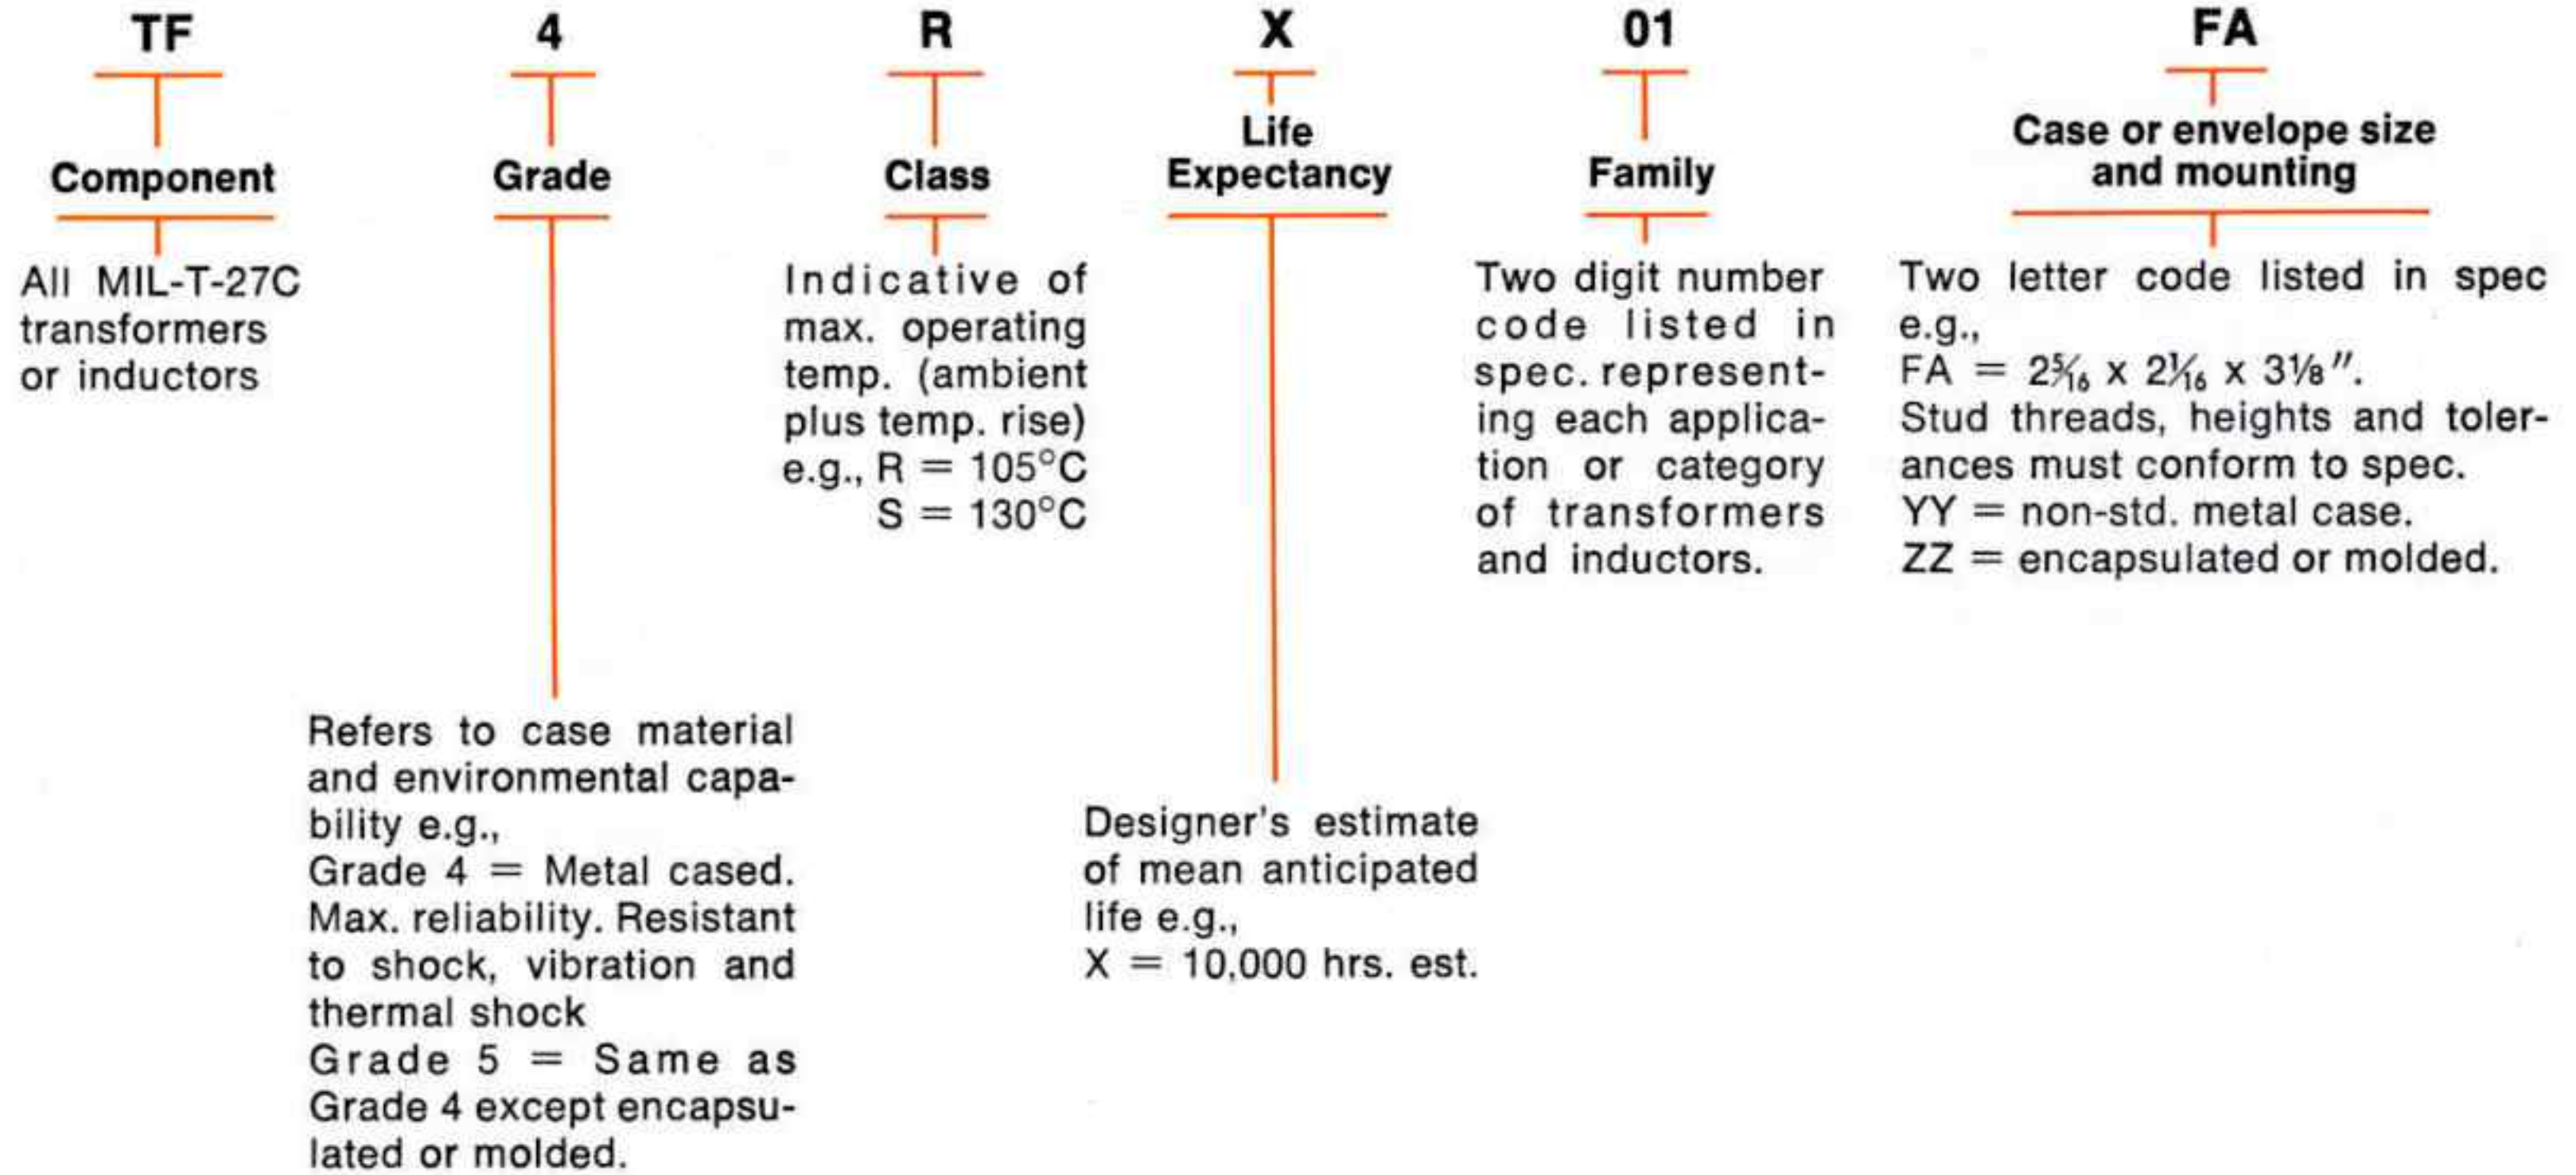 TF 4 R X 01 FA
Component
All MIL-T-27C
transformers
or inductors
Grade
Refers to case material
and environmental capa-
bility e.g.,
Grade 4 = Metal cased.
Max. reliability. Resistant
to shock, vibration and
thermal shock
Grade 5 = Same as
Grade 4 except encapsu-
lated or molded.
Class
Indicative of
max. operating
temp. (ambient
plus temp. rise)
e.g., R = 105°C
S = 130°C
Life
Expectancy
Designer's estimate
of mean anticipated
life e.g.,
X = 10,000 hrs. est.
Family
Two digit number
code listed in
spec. represent-
ing each applica-
tion or category
of transformers
and inductors.
Case or envelope size
and mounting
Two letter code listed in spec
e.g.,
FA = 2 5/16 x 2 1/16 x 3 1/8".
Stud threads, heights and toler-
ances must conform to spec.
YY = non-std. metal case.
ZZ = encapsulated or molded.